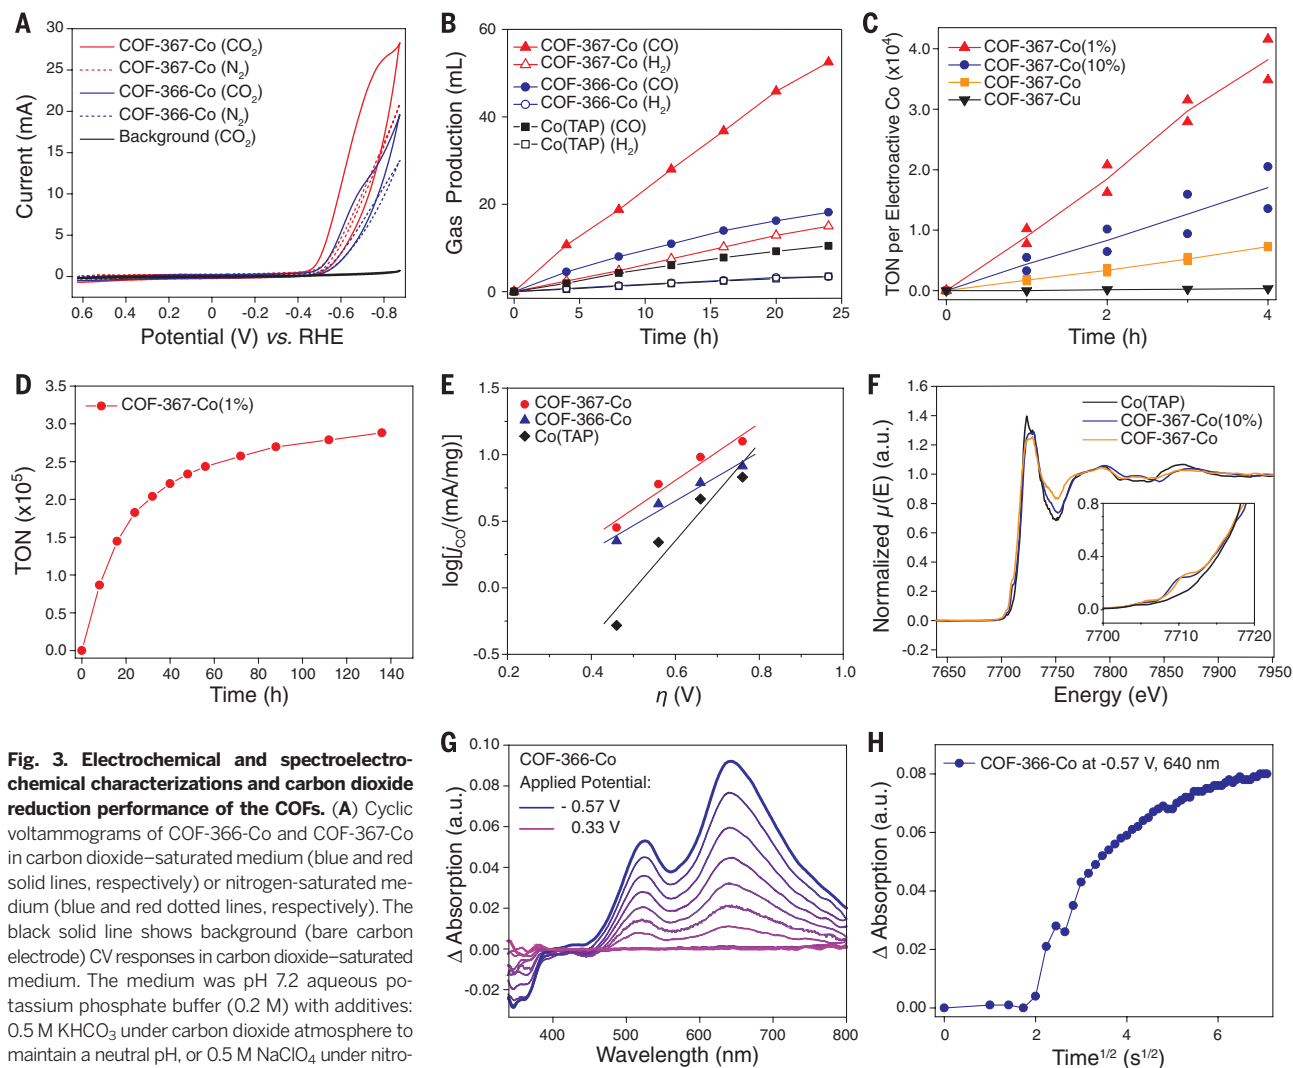 A
COF-367-Co (CO2)
COF-367-Co (N2)
COF-366-Co (CO2)
COF-366-Co (N2)
Background (CO2)
Current (mA)
30
25
20
15
10
5
0
0.6 0.4 0.2 0 -0.2 -0.4 -0.6 -0.8
Potential (V) vs. RHE
B
COF-367-Co (CO)
COF-367-Co (H2)
COF-366-Co (CO)
COF-366-Co (H2)
Co(TAP) (CO)
Co(TAP) (H2)
Gas Production (mL)
60
40
20
0
0 5 10 15 20 25
Time (h)
C
COF-367-Co(1%)
COF-367-Co(10%)
COF-367-Co
COF-367-Cu
TON per Electroactive Co (x10^4)
4.0
3.0
2.0
1.0
0.0
0 2 4
Time (h)
D
COF-367-Co(1%)
TON (x10^5)
3.5
3.0
2.5
2.0
1.5
1.0
0.5
0.0
0 20 40 60 80 100 120 140
Time (h)
E
COF-367-Co
COF-366-Co
Co(TAP)
log[jCO/(mA/mg)]
1.5
1.0
0.5
0.0
-0.5
0.2 0.4 0.6 0.8 1.0
η (V)
F
Co(TAP)
COF-367-Co(10%)
COF-367-Co
Normalized μ(E) (a.u.)
1.6
1.4
1.2
1.0
0.8
0.6
0.4
0.2
0.0
-0.2
0.8
0.4
0.0
7700 7710 7720
7650 7700 7750 7800 7850 7900 7950
Energy (eV)
Fig. 3. Electrochemical and spectroelectro-
chemical characterizations and carbon dioxide
reduction performance of the COFs. (A) Cyclic
voltammograms of COF-366-Co and COF-367-Co
in carbon dioxide–saturated medium (blue and red
solid lines, respectively) or nitrogen-saturated me-
dium (blue and red dotted lines, respectively). The
black solid line shows background (bare carbon
electrode) CV responses in carbon dioxide–saturated
medium. The medium was pH 7.2 aqueous po-
tassium phosphate buffer (0.2 M) with additives:
0.5 M KHCO3 under carbon dioxide atmosphere to
maintain a neutral pH, or 0.5 M NaClO4 under nitro-
G
COF-366-Co
Applied Potential:
- 0.57 V
0.33 V
Δ Absorption (a.u.)
0.10
0.08
0.06
0.04
0.02
0.00
-0.02
400 500 600 700 800
Wavelength (nm)
H
COF-366-Co at -0.57 V, 640 nm
Δ Absorption (a.u.)
0.08
0.06
0.04
0.02
0.00
0 2 4 6
Time^1/2 (s^1/2)